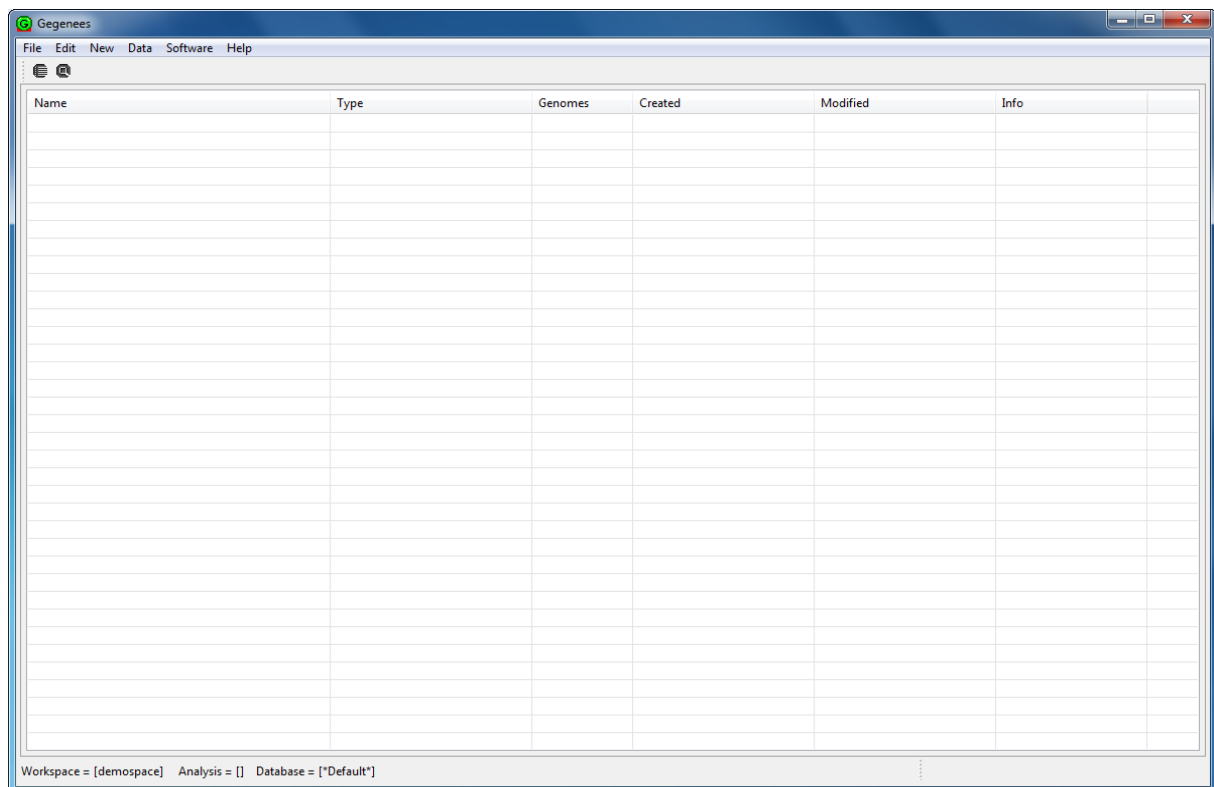 Gegenees
File Edit New Data Software Help
Name Type Genomes Created Modified Info
Workspace = [demospace] Analysis = [] Database = ["Default"]